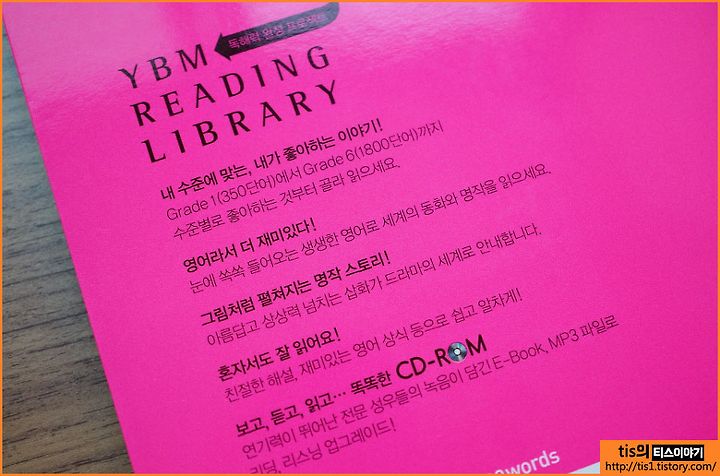 독해력 완성 프로젝트
YBM
READING
LIBRARY
내 수준에 맞는, 내가 좋아하는 이야기!
Grade 1(350단어)에서 Grade 6(1800단어)까지
수준별로 좋아하는 것부터 골라 읽으세요.
영어라서 더 재미있다!
눈에 쏙쏙 들어오는 생생한 영어로 세계의 동화와 명작을 읽으세요.
그림처럼 펼쳐지는 명작 스토리!
아름답고 상상력 넘치는 삽화가 드라마의 세계로 안내합니다.
혼자서도 잘 읽어요!
친절한 해설, 재미있는 영어 상식 등으로 쉽고 알차게!
보고, 듣고, 읽고… 똑똑한 CD-ROM
연기력이 뛰어난 전문 성우들의 녹음이 담긴 E-Book, MP3 파일로
리딩, 리스닝 업그레이드!
words
tis의 티스이야기
http://tis1.tistory.com/